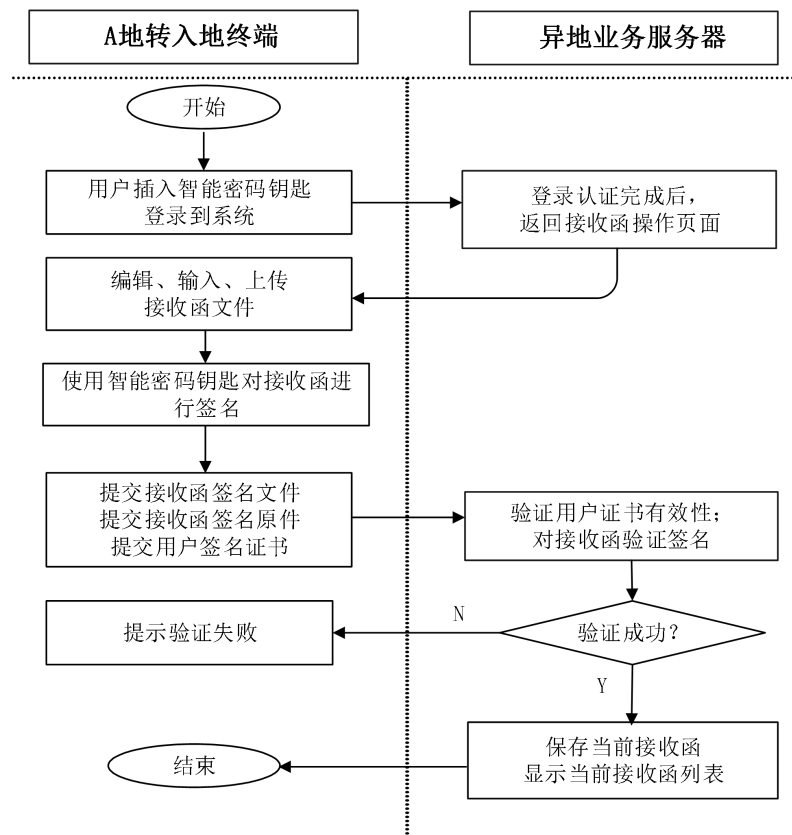 A地转入地终端
异地业务服务器
开始
用户插入智能密码钥匙
登录到系统
登录认证完成后，
返回接收函操作页面
编辑、输入、上传
接收函文件
使用智能密码钥匙对接收函进
行签名
提交接收函签名文件
提交接收函签名原件
提交用户签名证书
验证用户证书有效性；
对接收函验证签名
提示验证失败
N
验证成功？
Y
保存当前接收函
显示当前接收函列表
结束